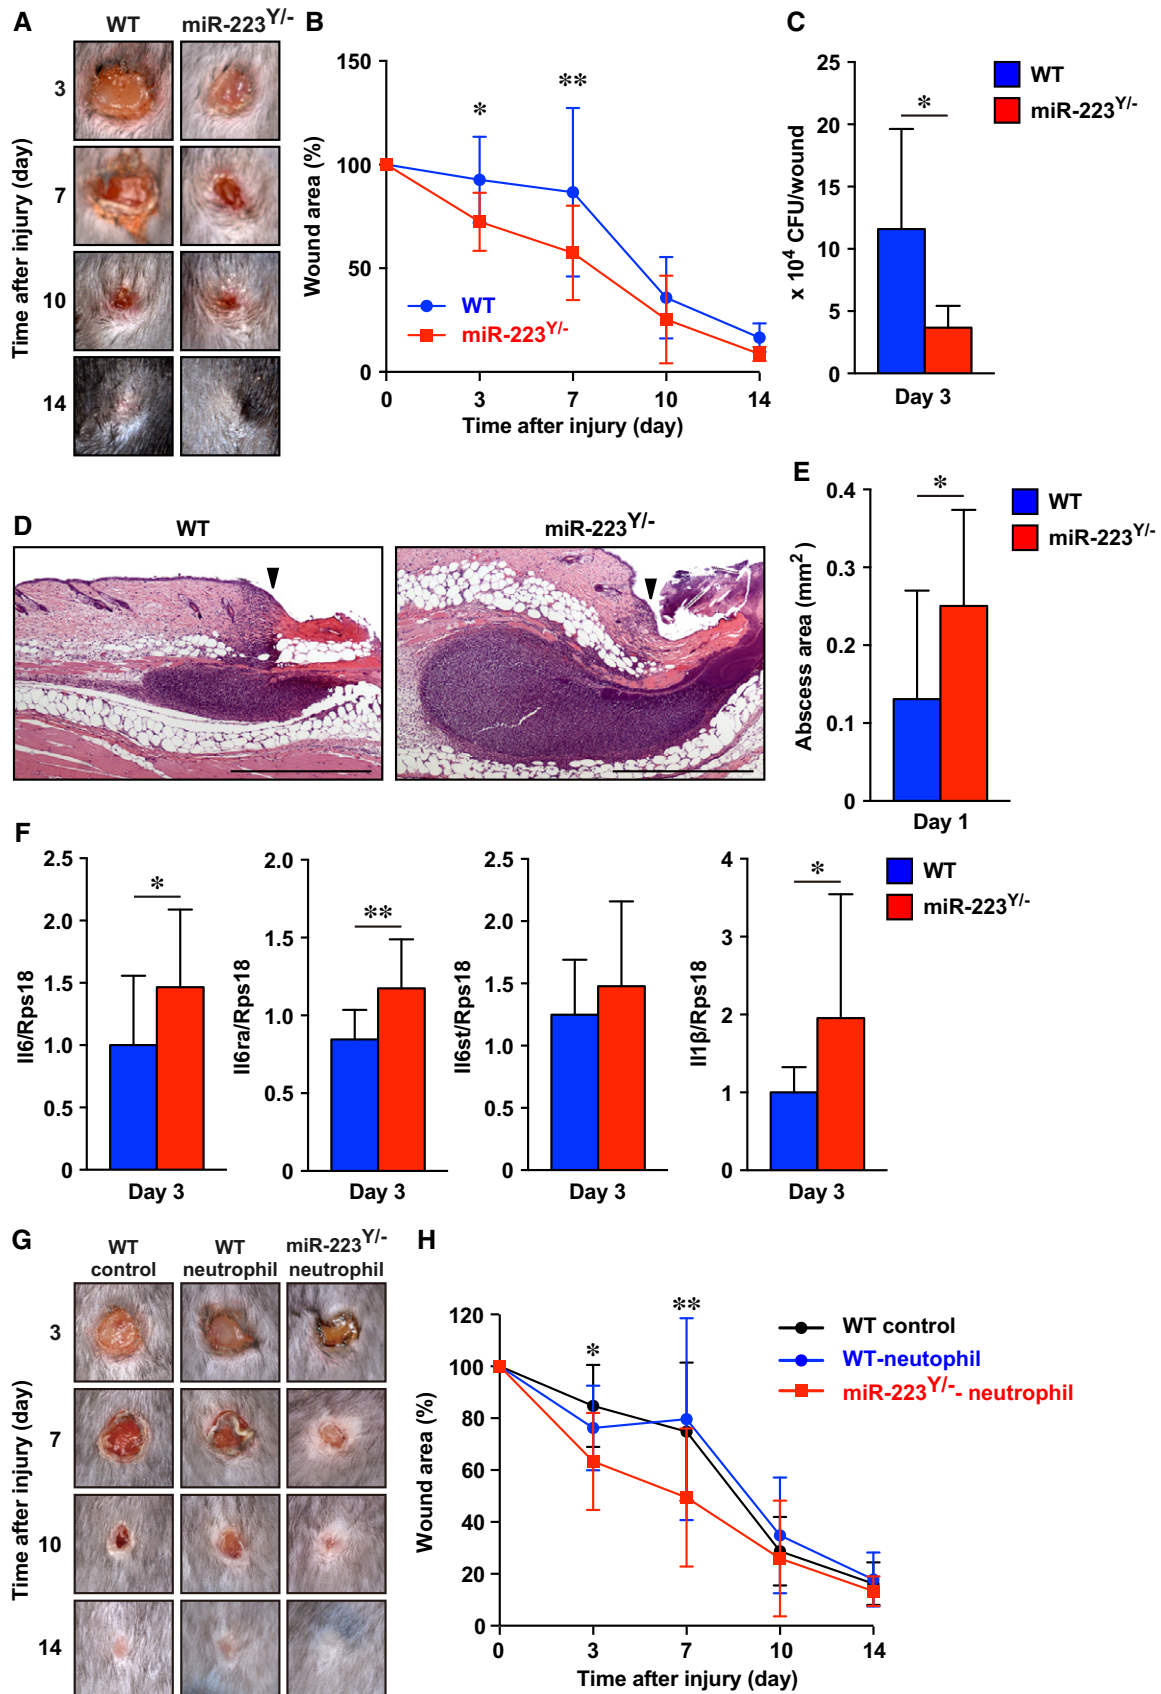 A
WT miR-223Y/-
Time after injury (day)
3
7
10
14
B
Wound area (%)
150
100
50
0
* **
WT
miR-223Y/-
0 3 7 10 14
Time after injury (day)
C
x 10⁴ CFU/wound
25
20
15
10
5
0
*
Day 3
WT
miR-223Y/-
D
WT miR-223Y/-
E
Abscess area (mm²)
0.4
0.3
0.2
0.1
0
*
Day 1
WT
miR-223Y/-
F
Il6/Rps18
2.5
2.0
1.5
1.0
0.5
0
*
Day 3
Il6ra/Rps18
2.0
1.5
1.0
0.5
0
**
Day 3
Il6st/Rps18
2.5
2.0
1.5
1.0
0.5
0
Day 3
Il1β/Rps18
4
3
2
1
0
*
Day 3
WT
miR-223Y/-
G
WT control
WT neutrophil
miR-223Y/- neutrophil
Time after injury (day)
3
7
10
14
H
Wound area (%)
120
100
80
60
40
20
0
* **
WT control
WT-neutophil
miR-223Y/-- neutrophil
0 3 7 10 14
Time after injury (day)